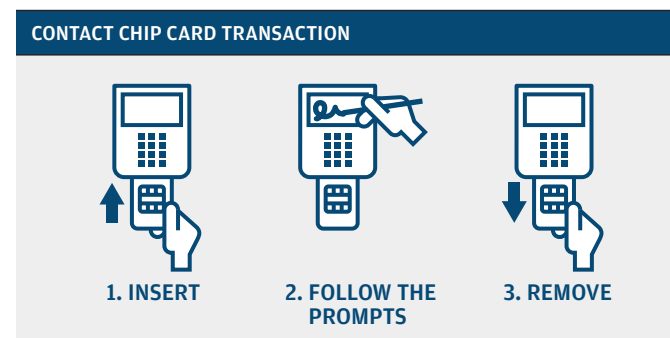 CONTACT CHIP CARD TRANSACTION
1. INSERT
2. FOLLOW THE
PROMPTS
3. REMOVE